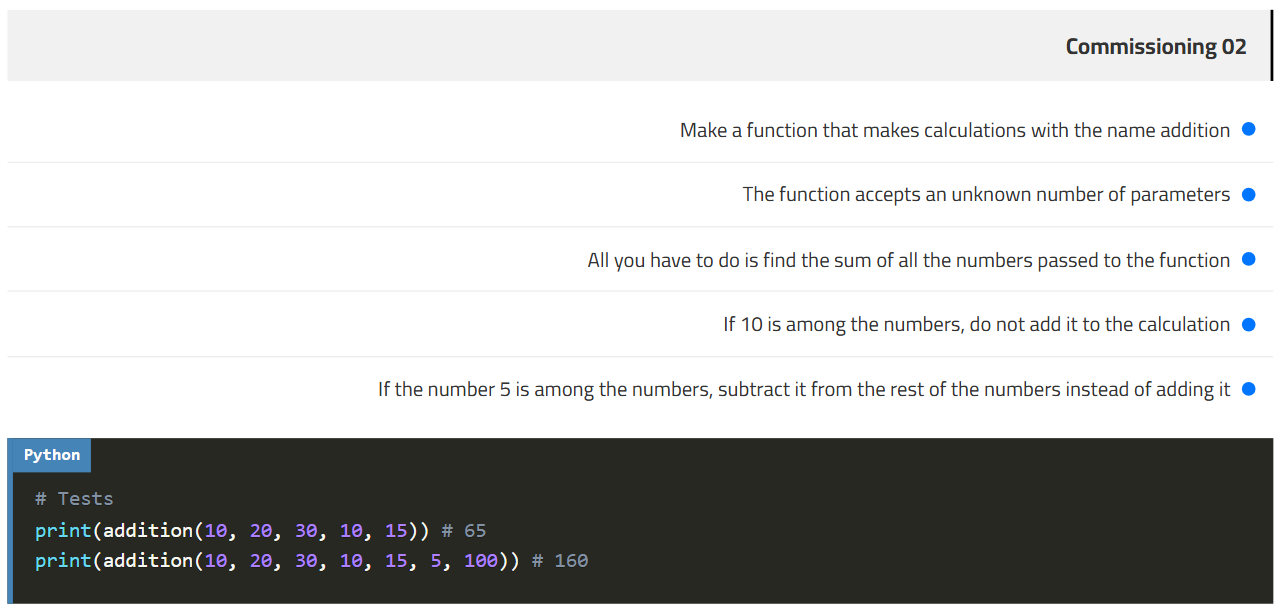 Commissioning 02
Make a function that makes calculations with the name addition
The function accepts an unknown number of parameters
All you have to do is find the sum of all the numbers passed to the function
If 10 is among the numbers, do not add it to the calculation
If the number 5 is among the numbers, subtract it from the rest of the numbers instead of adding it
Python
# Tests
print(addition(10, 20, 30, 10, 15)) # 65
print(addition(10, 20, 30, 10, 15, 5, 100)) # 160